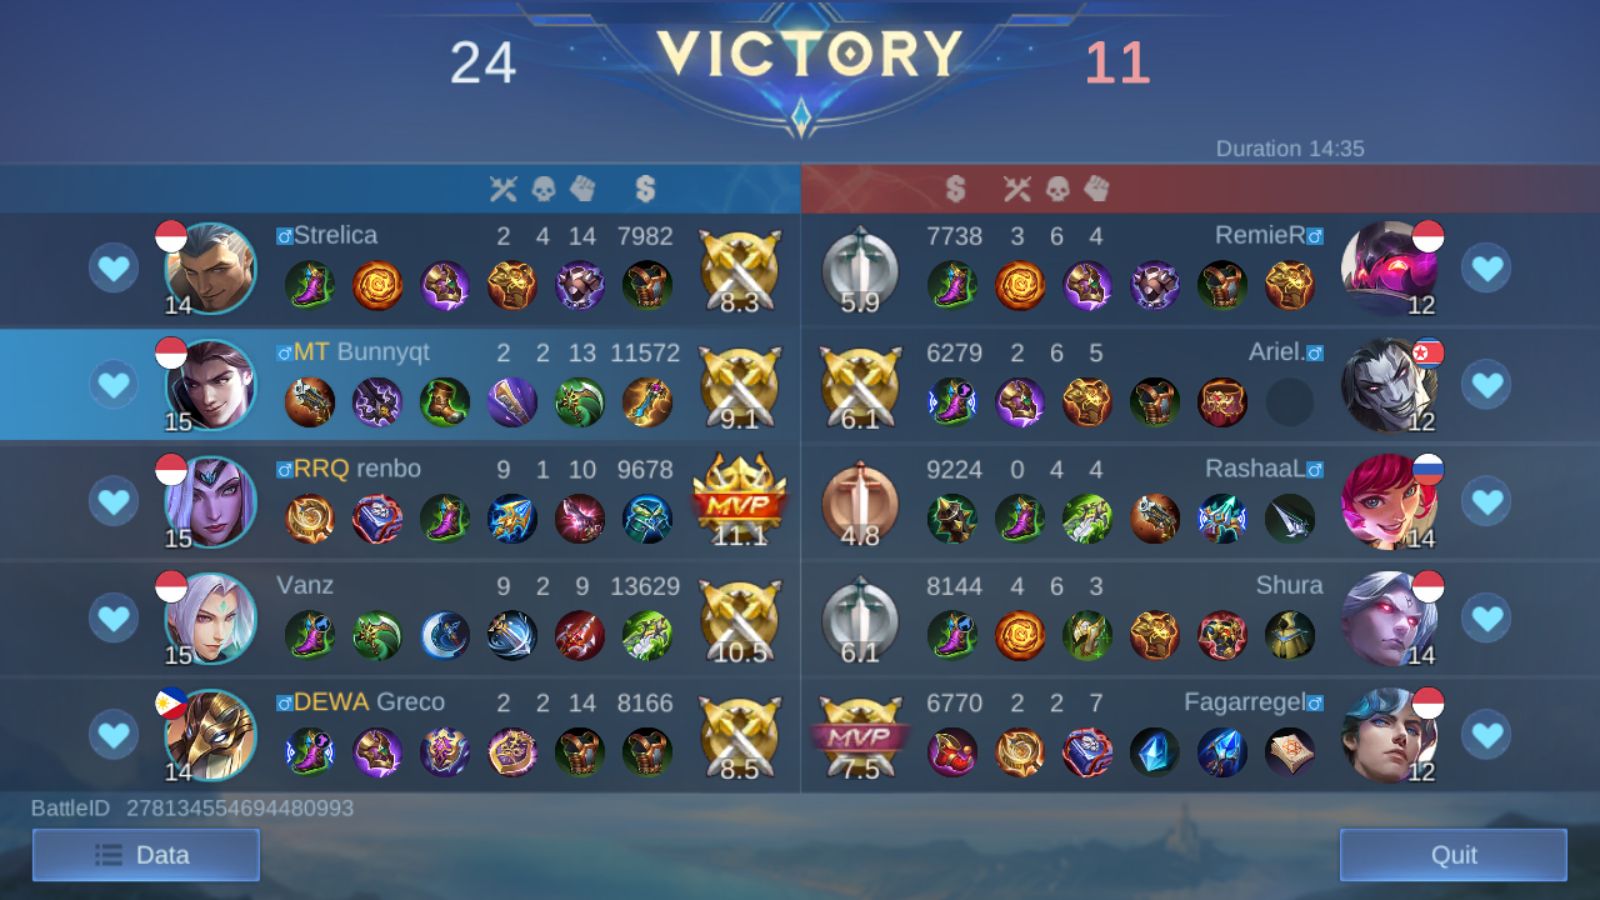 24 VICTORY 11
Duration 14:35
Strelica 2 4 14 7982
14 8.3
5.9 7738 3 6 4 RemieR
12
MT Bunnyqt 2 2 13 11572
15 9.1
6.1 6279 2 6 5 Ariel.
12
RRQ renbo 9 1 10 9678
MVP
15 11.1
4.8 9224 0 4 4 RashaaL
14
Vanz 9 2 9 13629
15 10.5
6.1 8144 4 6 3 Shura
14
DEWA Greco 2 2 14 8166
14 8.5
6770 2 2 7 Fagarregel
MVP
7.5 12
BattleID 278134554694480993
Data Quit